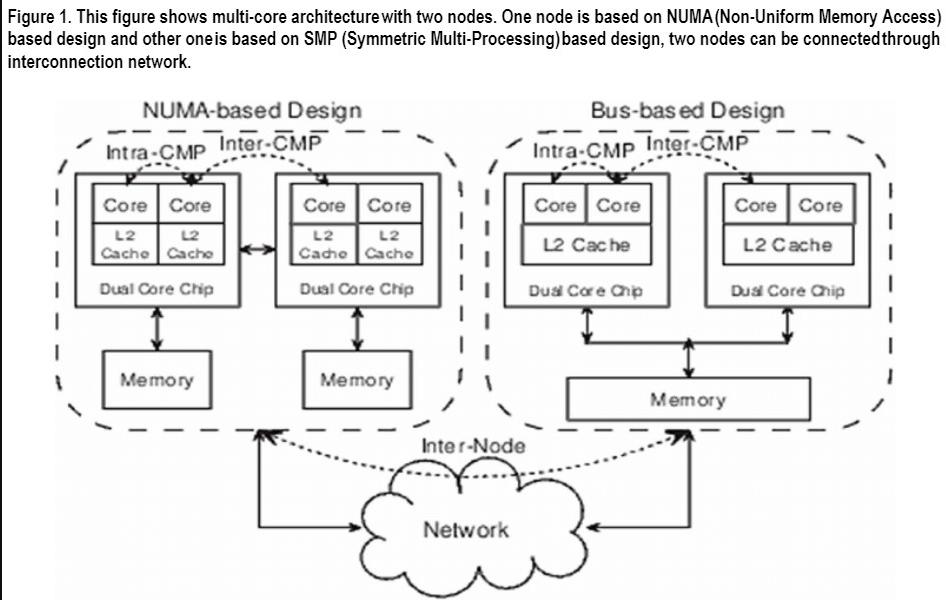 Figure 1. This figure shows multi-core architecture with two nodes. One node is based on NUMA (Non-Uniform Memory Access)
based design and other one is based on SMP (Symmetric Multi-Processing) based design, two nodes can be connected through
interconnection network.
NUMA-based Design
Bus-based Design
Intra-CMP
Inter-CMP
Intra-CMP
Inter-CMP
Core
Core
Core
Core
Core
Core
Core
Core
L2
Cache
L2
Cache
L2
Cache
L2
Cache
L2 Cache
L2 Cache
Dual Core Chip
Dual Core Chip
Dual Core Chip
Dual Core Chip
Memory
Memory
Memory
Inter-Node
Network